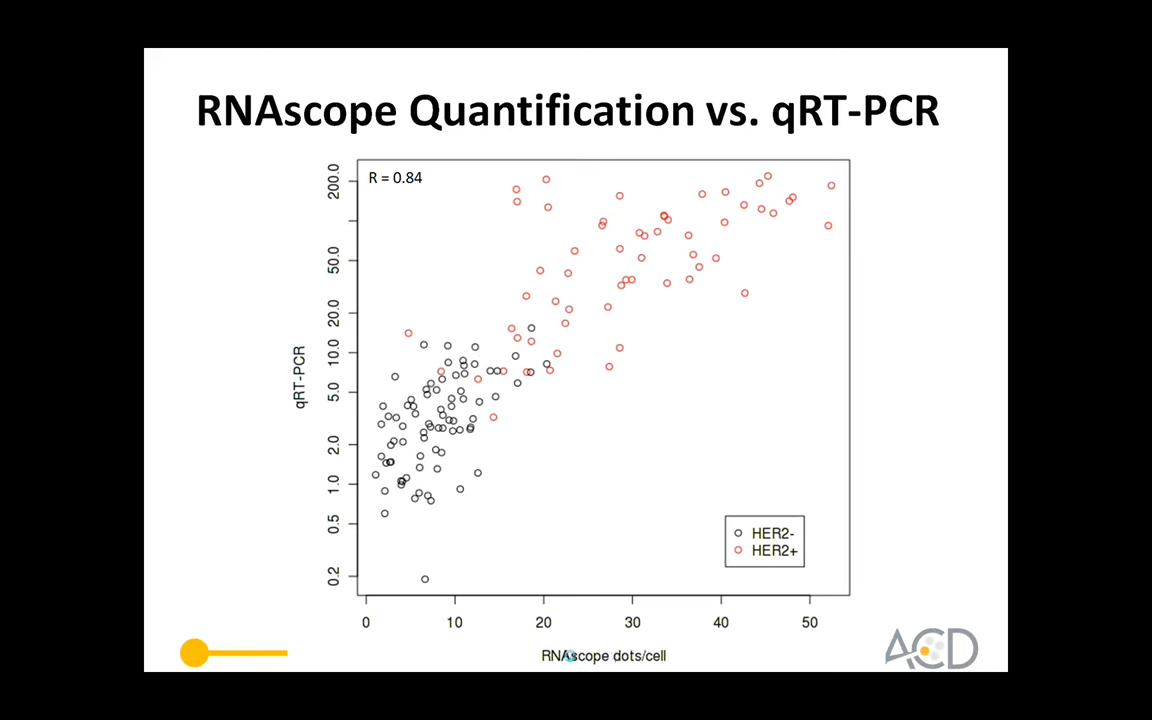 RNAscope Quantification vs. qRT-PCR
R = 0.84
200.0
50.0
20.0
10.0
5.0
2.0
1.0
0.5
0.2
qRT-PCR
HER2-
HER2+
0 10 20 30 40 50
RNAscope dots/cell
ACD